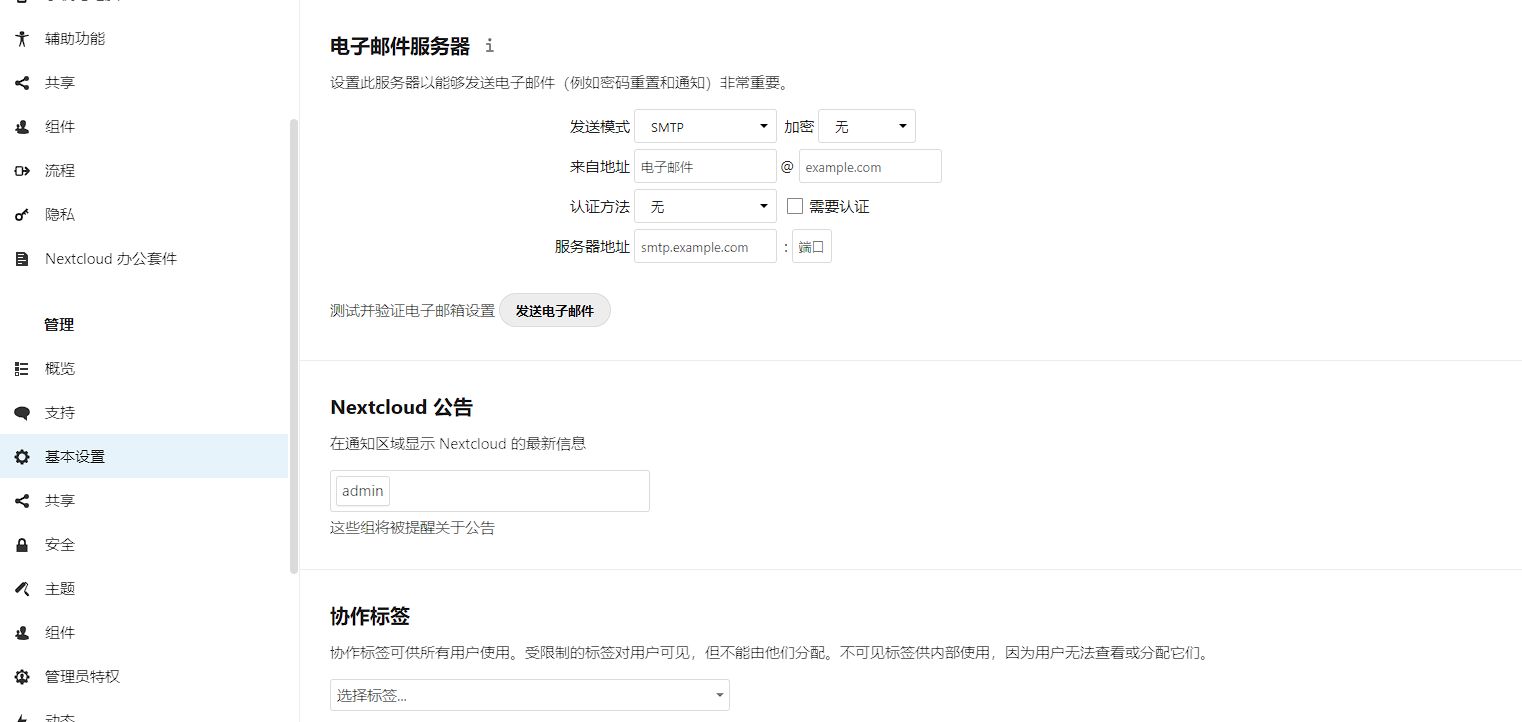 辅助功能
共享
组件
流程
隐私
Nextcloud 办公套件
管理
概览
支持
基本设置
共享
安全
主题
组件
管理员特权
动态
电子邮件服务器
设置此服务器以能够发送电子邮件（例如密码重置和通知）非常重要。
发送模式 SMTP 加密 无
来自地址 电子邮件 @ example.com
认证方法 无 需要认证
服务器地址 smtp.example.com : 端口
测试并验证电子邮箱设置 发送电子邮件
Nextcloud 公告
在通知区域显示 Nextcloud 的最新信息
admin
这些组将被提醒关于公告
协作标签
协作标签可供所有用户使用。受限制的标签对用户可见，但不能由他们分配。不可见标签供内部使用，因为用户无法查看或分配它们。
选择标签...